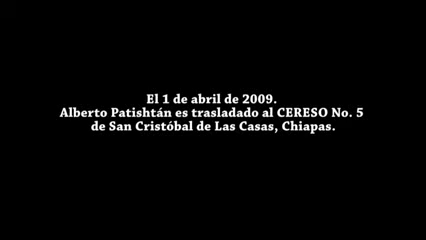 El 1 de abril de 2009.
Alberto Patishtán es trasladado al CERESO No. 5
de San Cristóbal de Las Casas, Chiapas.